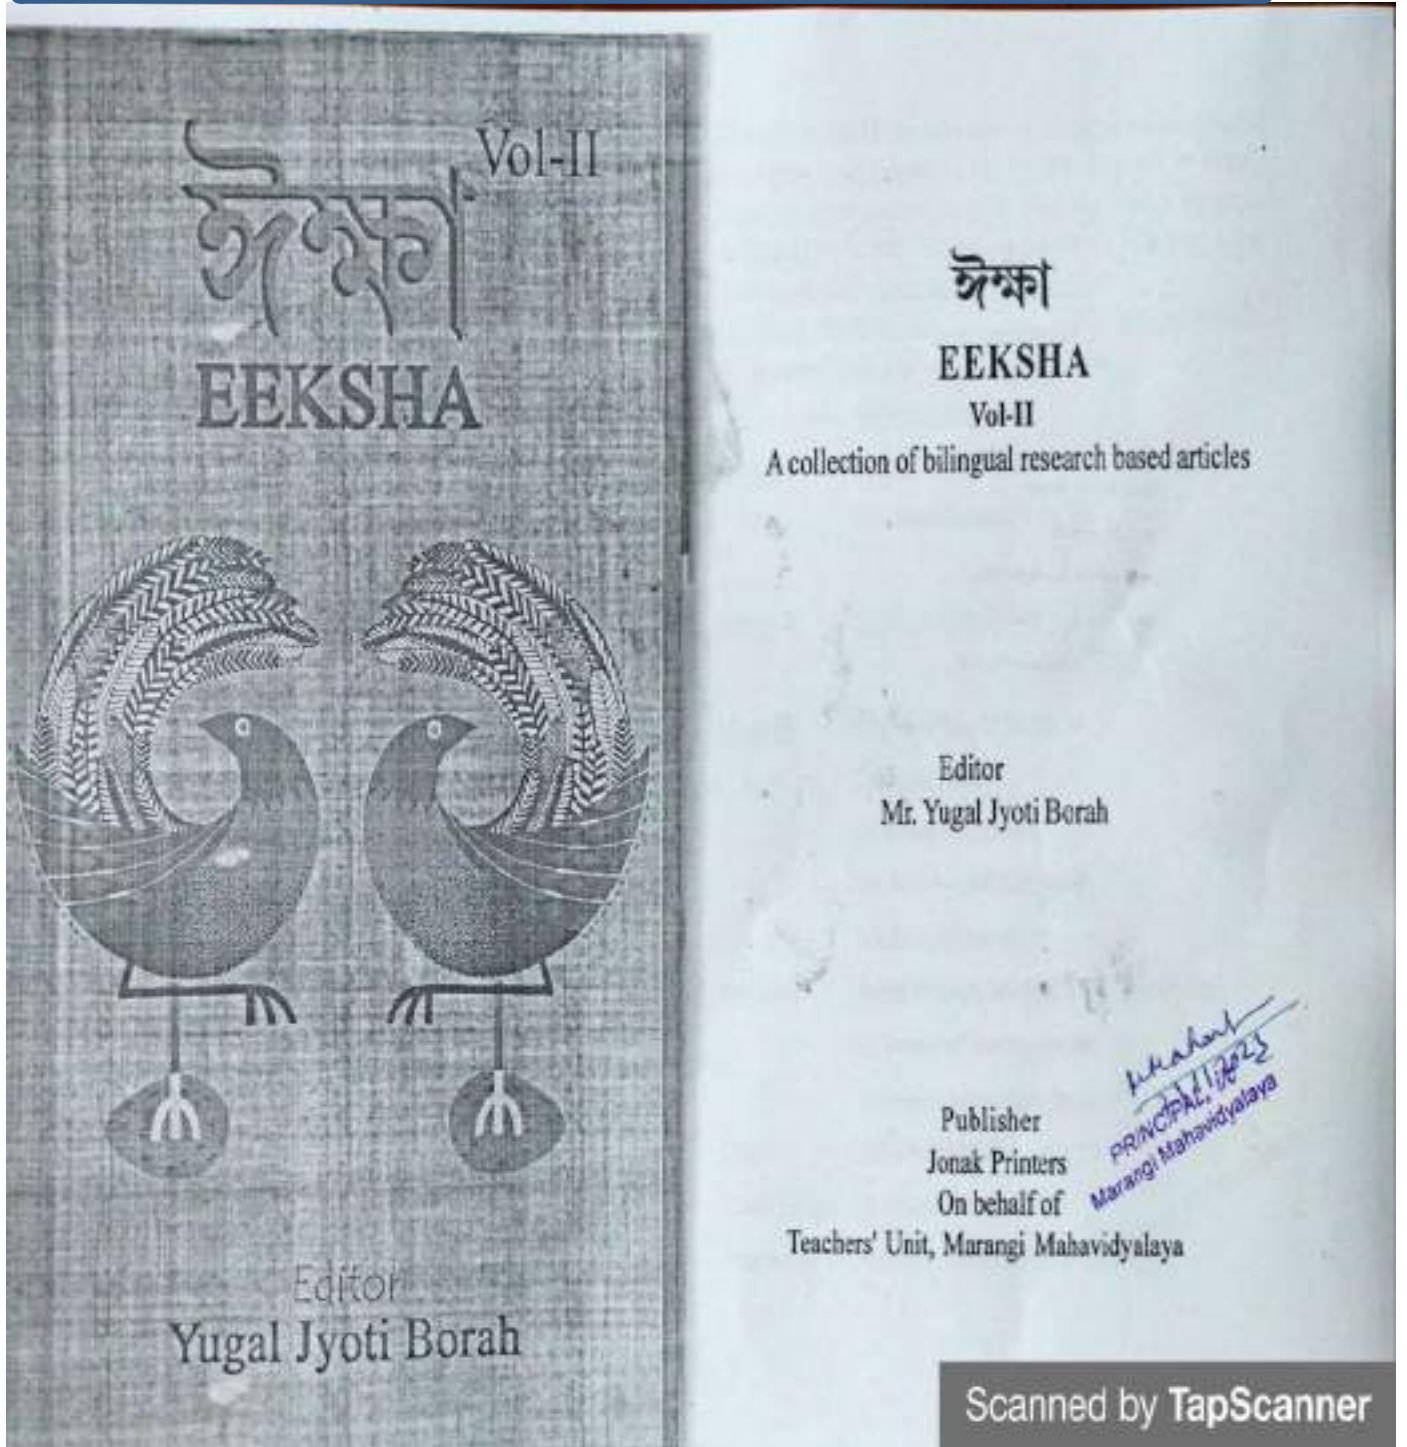 Vol-II
ঈক্ষা
EEKSHA
Editor
Yugal Jyoti Borah
ঈক্ষা
EEKSHA
Vol-II
A collection of bilingual research based articles
Editor
Mr. Yugal Jyoti Borah
Publisher
Jonak Printers
On behalf of
Teachers' Unit, Marangi Mahavidyalaya
PRINCIPAL, i/c
Marangi Mahavidyalaya
Scanned by TapScanner